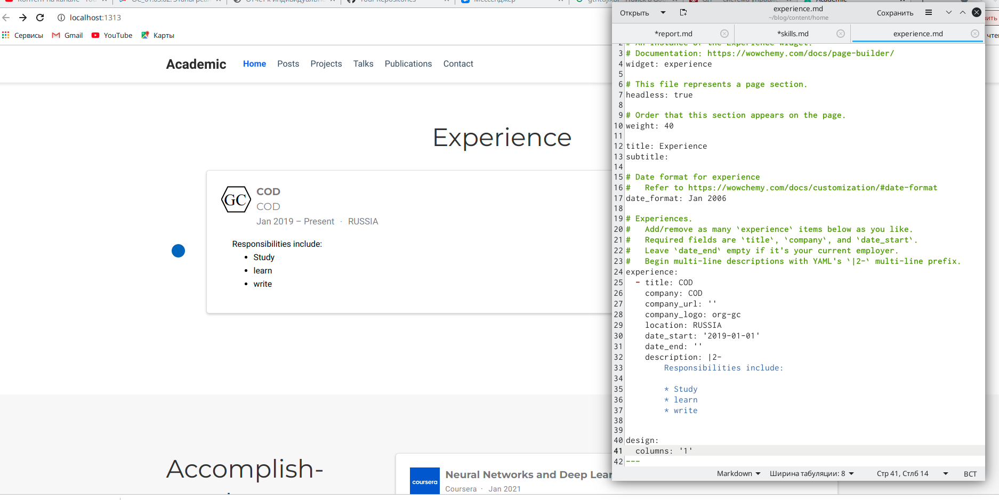 localhost:1313
Сервисы Gmail YouTube Карты
Academic Home Posts Projects Talks Publications Contact
Experience
GC
COD
COD
Jan 2019 – Present · RUSSIA
Responsibilities include:
• Study
• learn
• write
Accomplish-
coursera
Neural Networks and Deep Lear
Coursera · Jan 2021
Открыть
experience.md
~/blog/content/home
Сохранить
*report.md *skills.md experience.md
2 # An instance of the Experience widget.
3 # Documentation: https://wowchemy.com/docs/page-builder/
4 widget: experience
5
6 # This file represents a page section.
7 headless: true
8
9 # Order that this section appears on the page.
10 weight: 40
11
12 title: Experience
13 subtitle:
14
15 # Date format for experience
16 #   Refer to https://wowchemy.com/docs/customization/#date-format
17 date_format: Jan 2006
18
19 # Experiences.
20 #   Add/remove as many `experience` items below as you like.
21 #   Required fields are `title`, `company`, and `date_start`.
22 #   Leave `date_end` empty if it's your current employer.
23 #   Begin multi-line descriptions with YAML's `|2-` multi-line prefix.
24 experience:
25   - title: COD
26     company: COD
27     company_url: ''
28     company_logo: org-gc
29     location: RUSSIA
30     date_start: '2019-01-01'
31     date_end: ''
32     description: |2-
33         Responsibilities include:
34
35         * Study
36         * learn
37         * write
38
39
40 design:
41   columns: '1'
42 ---
Markdown Ширина табуляции: 8 Стр 41, Стлб 14 ВСТ